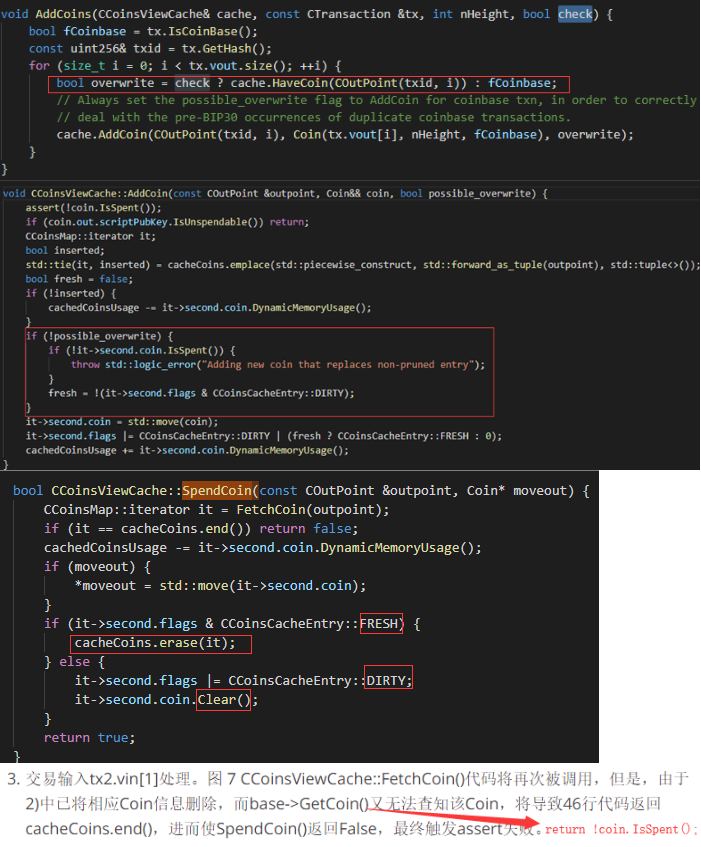 void AddCoins(CCoinsViewCache& cache, const CTransaction &tx, int nHeight, bool check) {
bool fCoinbase = tx.IsCoinBase();
const uint256& txid = tx.GetHash();
for (size_t i = 0; i < tx.vout.size(); ++i) {
bool overwrite = check ? cache.HaveCoin(COutPoint(txid, i)) : fCoinbase;
// Always set the possible_overwrite flag to AddCoin for coinbase txn, in order to correctly
// deal with the pre-BIP30 occurrences of duplicate coinbase transactions.
cache.AddCoin(COutPoint(txid, i), Coin(tx.vout[i], nHeight, fCoinbase), overwrite);
}
}
void CCoinsViewCache::AddCoin(const COutPoint &outpoint, Coin&& coin, bool possible_overwrite) {
assert(!coin.IsSpent());
if (coin.out.scriptPubKey.IsUnspendable()) return;
CCoinsMap::iterator it;
bool inserted;
std::tie(it, inserted) = cacheCoins.emplace(std::piecewise_construct, std::forward_as_tuple(outpoint), std::tuple<>());
bool fresh = false;
if (!inserted) {
cachedCoinsUsage -= it->second.coin.DynamicMemoryUsage();
}
if (!possible_overwrite) {
if (!it->second.coin.IsSpent()) {
throw std::logic_error("Adding new coin that replaces non-pruned entry");
}
fresh = !(it->second.flags & CCoinsCacheEntry::DIRTY);
}
it->second.coin = std::move(coin);
it->second.flags |= CCoinsCacheEntry::DIRTY | (fresh ? CCoinsCacheEntry::FRESH : 0);
cachedCoinsUsage += it->second.coin.DynamicMemoryUsage();
}
bool CCoinsViewCache::SpendCoin(const COutPoint &outpoint, Coin* moveout) {
CCoinsMap::iterator it = FetchCoin(outpoint);
if (it == cacheCoins.end()) return false;
cachedCoinsUsage -= it->second.coin.DynamicMemoryUsage();
if (moveout) {
*moveout = std::move(it->second.coin);
}
if (it->second.flags & CCoinsCacheEntry::FRESH) {
cacheCoins.erase(it);
} else {
it->second.flags |= CCoinsCacheEntry::DIRTY;
it->second.coin.Clear();
}
return true;
}
3. 交易输入tx2.vin[1]处理。图 7 CCoinsViewCache::FetchCoin()代码将再次被调用，但是，由于
2)中已将相应Coin信息删除，而base->GetCoin()又无法查知该Coin，将导致46行代码返回
cacheCoins.end()，进而使SpendCoin()返回False，最终触发assert失败。return !coin.IsSpent();